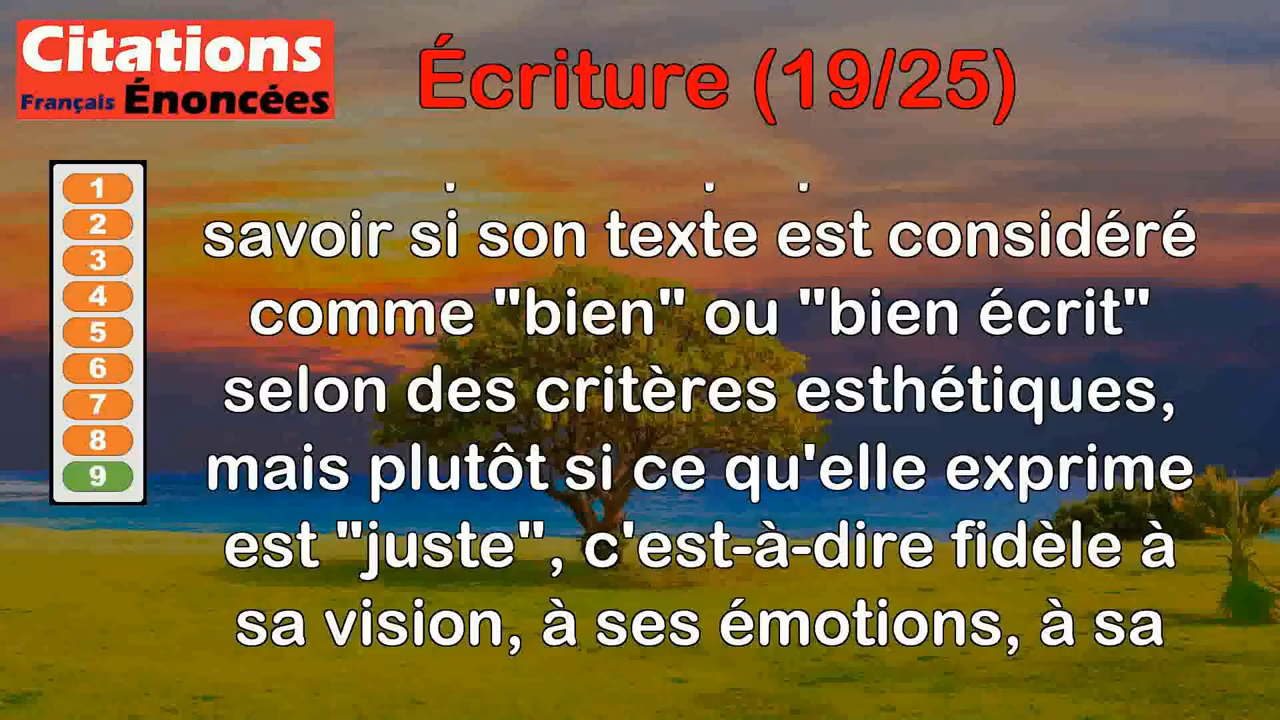 Citations
Français Énoncées
Écriture (19/25)
1
2
3
4
5
6
7
8
9
savoir si son texte est considéré
comme "bien" ou "bien écrit"
selon des critères esthétiques,
mais plutôt si ce qu'elle exprime
est "juste", c'est-à-dire fidèle à
sa vision, à ses émotions, à sa